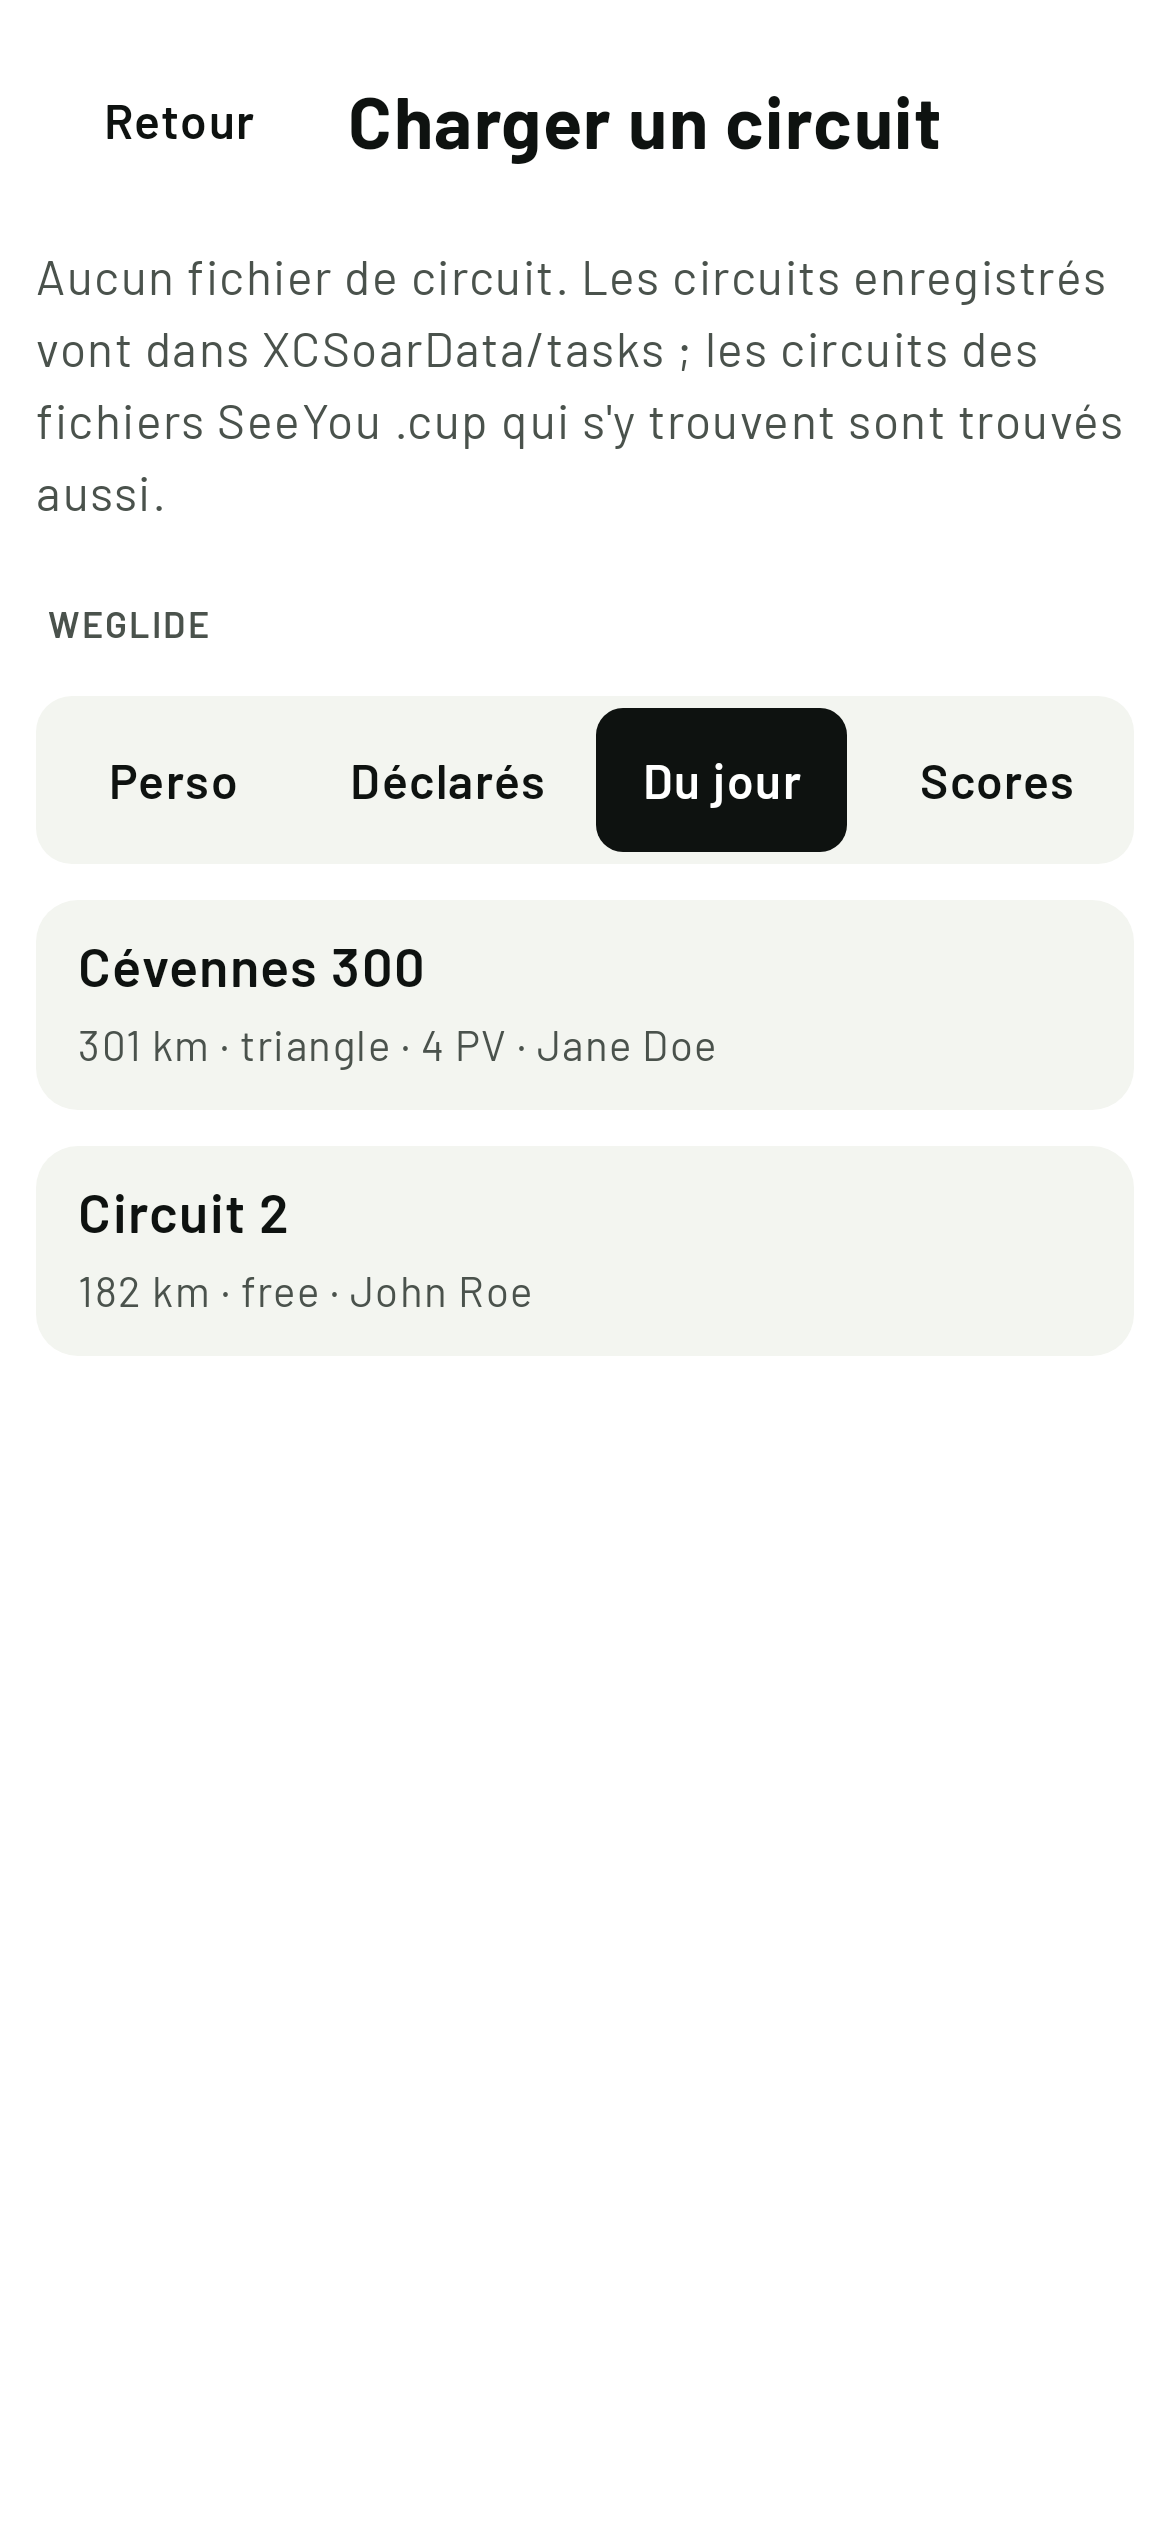 Retour
Charger un circuit
Aucun fichier de circuit. Les circuits enregistrés
vont dans XCSoarData/tasks ; les circuits des
fichiers SeeYou .cup qui s'y trouvent sont trouvés
aussi.
WEGLIDE
Perso
Déclarés
Du jour
Scores
Cévennes 300
301 km · triangle · 4 PV · Jane Doe
Circuit 2
182 km · free · John Roe